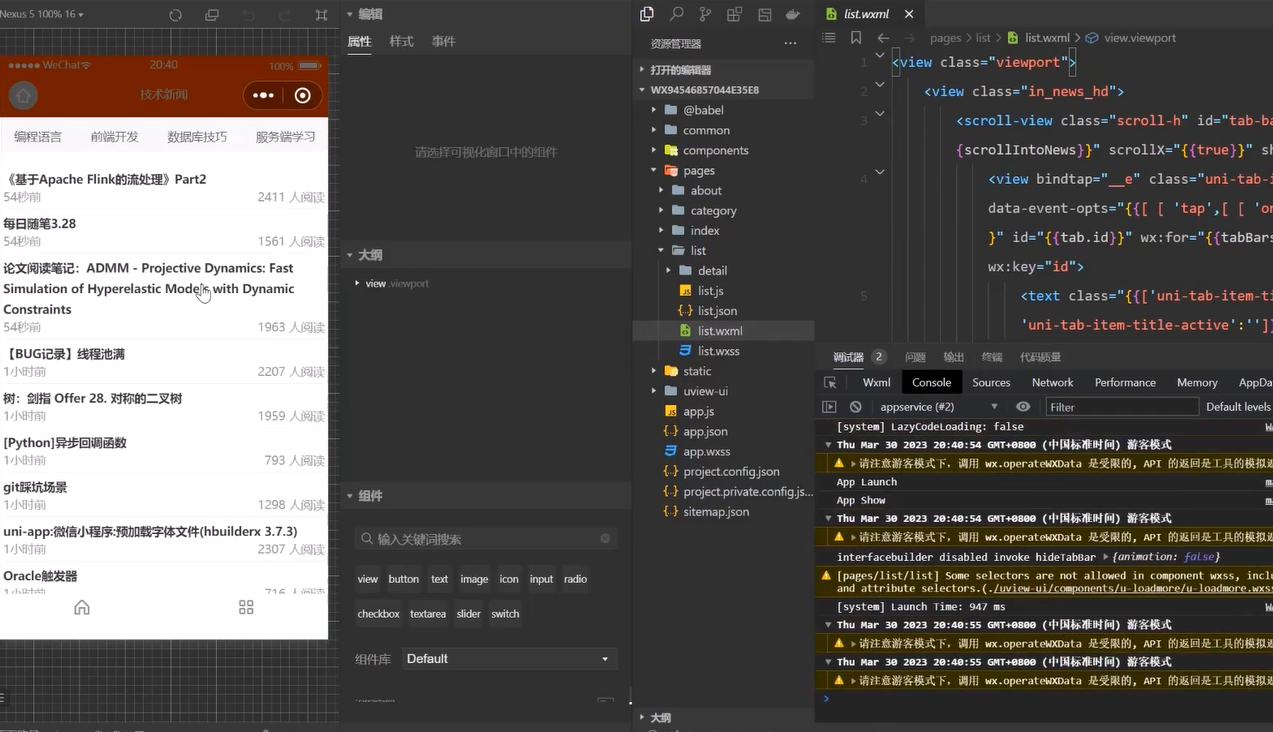 Nexus 5 100% 16
WeChat
20:40
100%
技术新闻
编程语言
前端开发
数据库技巧
服务端学习
《基于Apache Flink的流处理》Part2
54秒前
2411 人阅读
每日随笔3.28
54秒前
1561 人阅读
论文阅读笔记：ADMM - Projective Dynamics: Fast
Simulation of Hyperelastic Models with Dynamic
Constraints
54秒前
1963 人阅读
【BUG记录】线程池满
1小时前
2207 人阅读
树：剑指 Offer 28. 对称的二叉树
1小时前
1959 人阅读
[Python]异步回调函数
1小时前
793 人阅读
git踩坑场景
1小时前
1298 人阅读
uni-app:微信小程序:预加载字体文件(hbuilderx 3.7.3)
1小时前
2307 人阅读
Oracle触发器
1小时前
716 人阅读
编辑
属性
样式
事件
请选择可视化窗口中的组件
大纲
view .viewport
组件
输入关键词搜索
view
button
text
image
icon
input
radio
checkbox
textarea
slider
switch
组件库
Default
资源管理器
打开的编辑器
WX94546857044E35E8
@babel
common
components
pages
about
category
index
list
detail
list.js
list.json
list.wxml
list.wxss
static
uview-ui
app.js
app.json
app.wxss
project.config.json
project.private.config.js...
sitemap.json
大纲
list.wxml
pages > list > list.wxml > view.viewport
1 <view class="viewport">
2 <view class="in_news_hd">
3 <scroll-view class="scroll-h" id="tab-ba
{scrollIntoNews}}" scrollX="{{true}}" sh
4 <view bindtap="__e" class="uni-tab-i
data-event-opts="{{[ [ 'tap',[ [ 'on
}" id="{{tab.id}}" wx:for="{{tabBars
wx:key="id">
5 <text class="{{['uni-tab-item-ti
'uni-tab-item-title-active':'']]
调试器
2
问题
输出
终端
代码质量
Wxml
Console
Sources
Network
Performance
Memory
AppDa
appservice (#2)
Filter
Default levels
[system] LazyCodeLoading: false
Thu Mar 30 2023 20:40:54 GMT+0800 (中国标准时间) 游客模式
请注意游客模式下，调用 wx.operateWXData 是受限的, API 的返回是工具的模拟返
App Launch
App Show
Thu Mar 30 2023 20:40:54 GMT+0800 (中国标准时间) 游客模式
请注意游客模式下，调用 wx.operateWXData 是受限的, API 的返回是工具的模拟返
interfacebuilder disabled invoke hideTabBar {animation: false}
[pages/list/list] Some selectors are not allowed in component wxss, inclu
and attribute selectors.(./uview-ui/components/u-loadmore/u-loadmore.wxss
[system] Launch Time: 947 ms
Thu Mar 30 2023 20:40:55 GMT+0800 (中国标准时间) 游客模式
请注意游客模式下，调用 wx.operateWXData 是受限的, API 的返回是工具的模拟返
Thu Mar 30 2023 20:40:55 GMT+0800 (中国标准时间) 游客模式
请注意游客模式下，调用 wx.operateWXData 是受限的, API 的返回是工具的模拟返